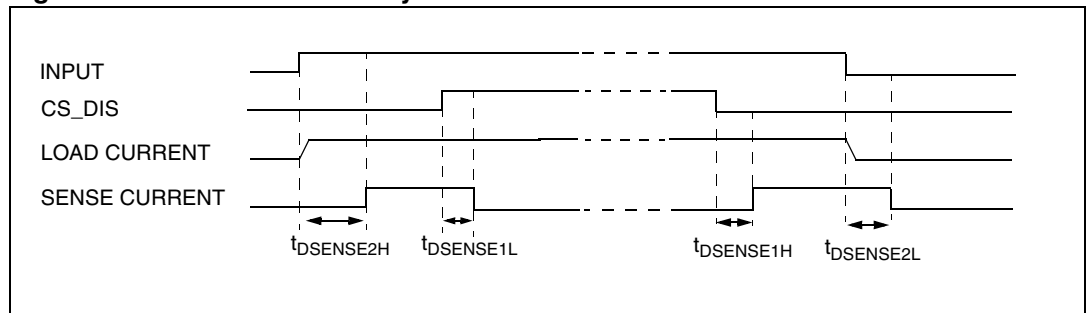 INPUT
CS_DIS
LOAD CURRENT
SENSE CURRENT
tDSENSE2H
tDSENSE1L
tDSENSE1H
tDSENSE2L